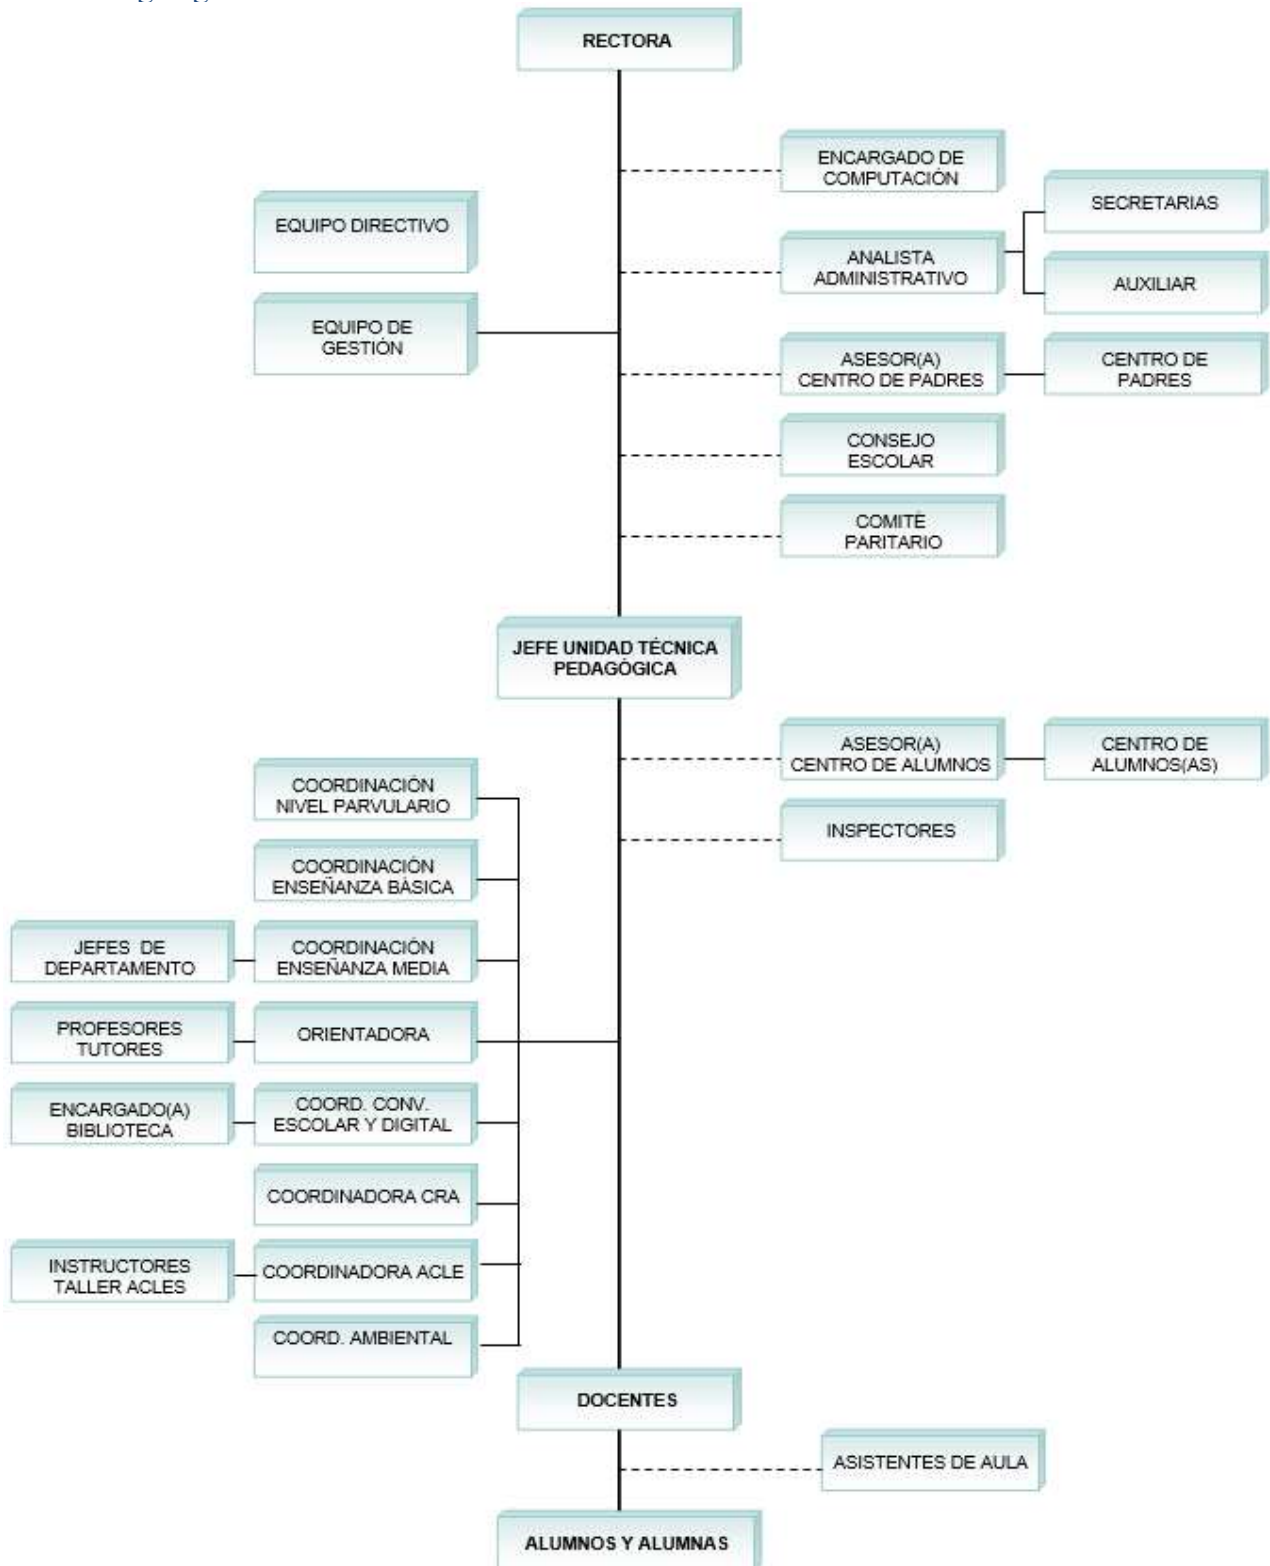 RECTORA
ENCARGADO DE
COMPUTACIÓN
SECRETARIAS
EQUIPO DIRECTIVO
ANALISTA
ADMINISTRATIVO
AUXILIAR
EQUIPO DE
GESTIÓN
ASESOR(A)
CENTRO DE PADRES
CENTRO DE
PADRES
CONSEJO
ESCOLAR
COMITÉ
PARITARIO
JEFE UNIDAD TÉCNICA
PEDAGÓGICA
ASESOR(A)
CENTRO DE ALUMNOS
CENTRO DE
ALUMNOS(AS)
COORDINACIÓN
NIVEL PARVULARIO
INSPECTORES
COORDINACIÓN
ENSEÑANZA BÁSICA
JEFES DE
DEPARTAMENTO
COORDINACIÓN
ENSEÑANZA MEDIA
PROFESORES
TUTORES
ORIENTADORA
ENCARGADO(A)
BIBLIOTECA
COORD. CONV.
ESCOLAR Y DIGITAL
COORDINADORA CRA
INSTRUCTORES
TALLER ACLES
COORDINADORA ACLE
COORD. AMBIENTAL
DOCENTES
ASISTENTES DE AULA
ALUMNOS Y ALUMNAS